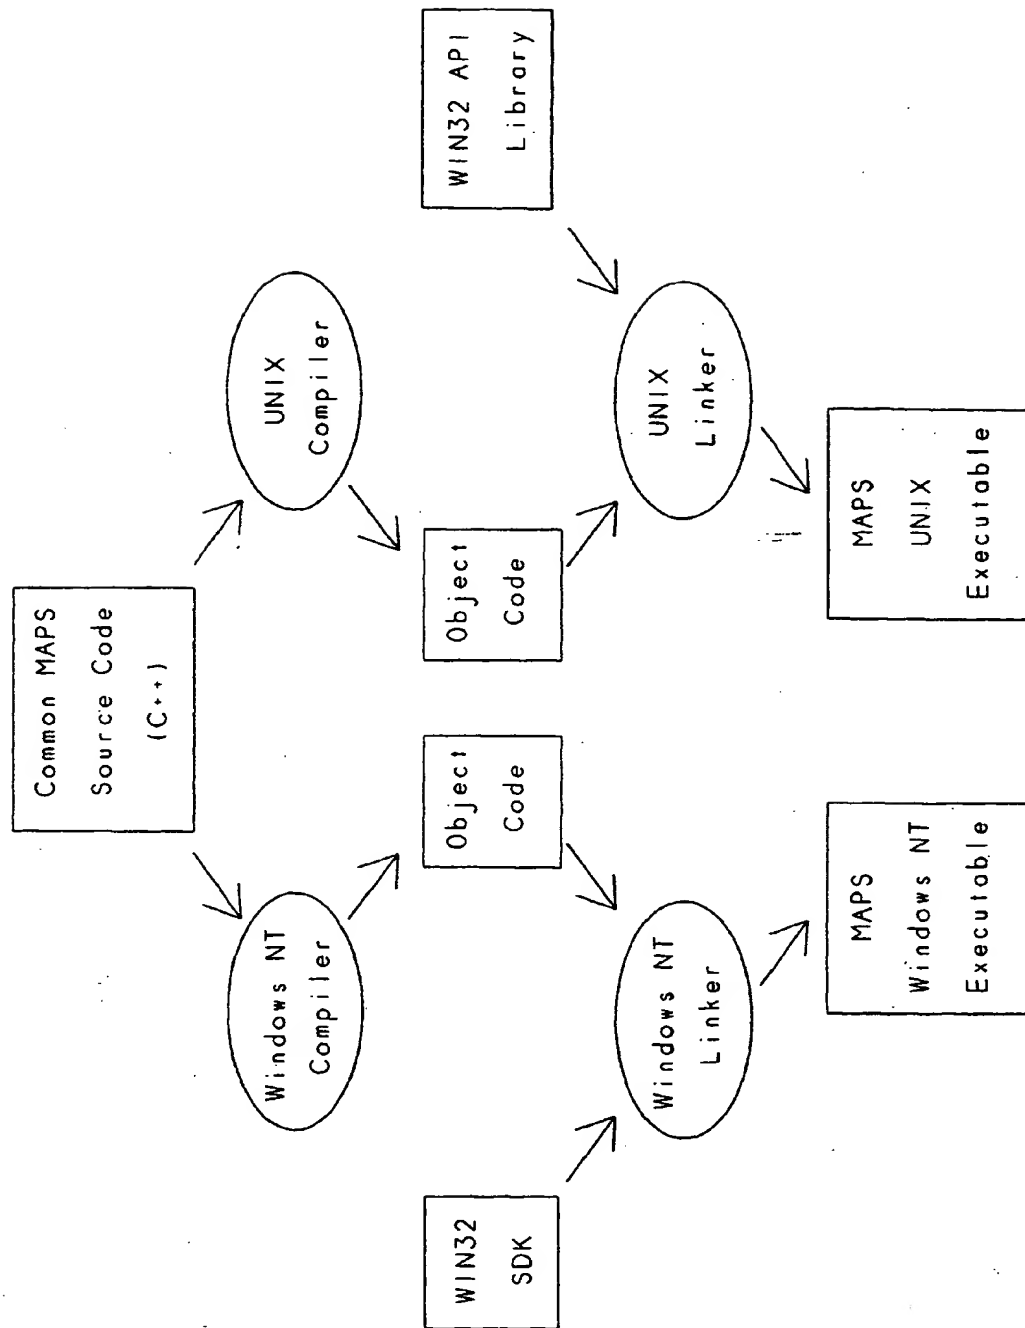 Common MAPS
Source Code
(C++)
Windows NT
Compiler
UNIX
Compiler
WIN32
SDK
Object
Code
Object
Code
WIN32 API
Library
Windows NT
Linker
UNIX
Linker
MAPS
Windows NT
Executable
MAPS
UNIX
Executable